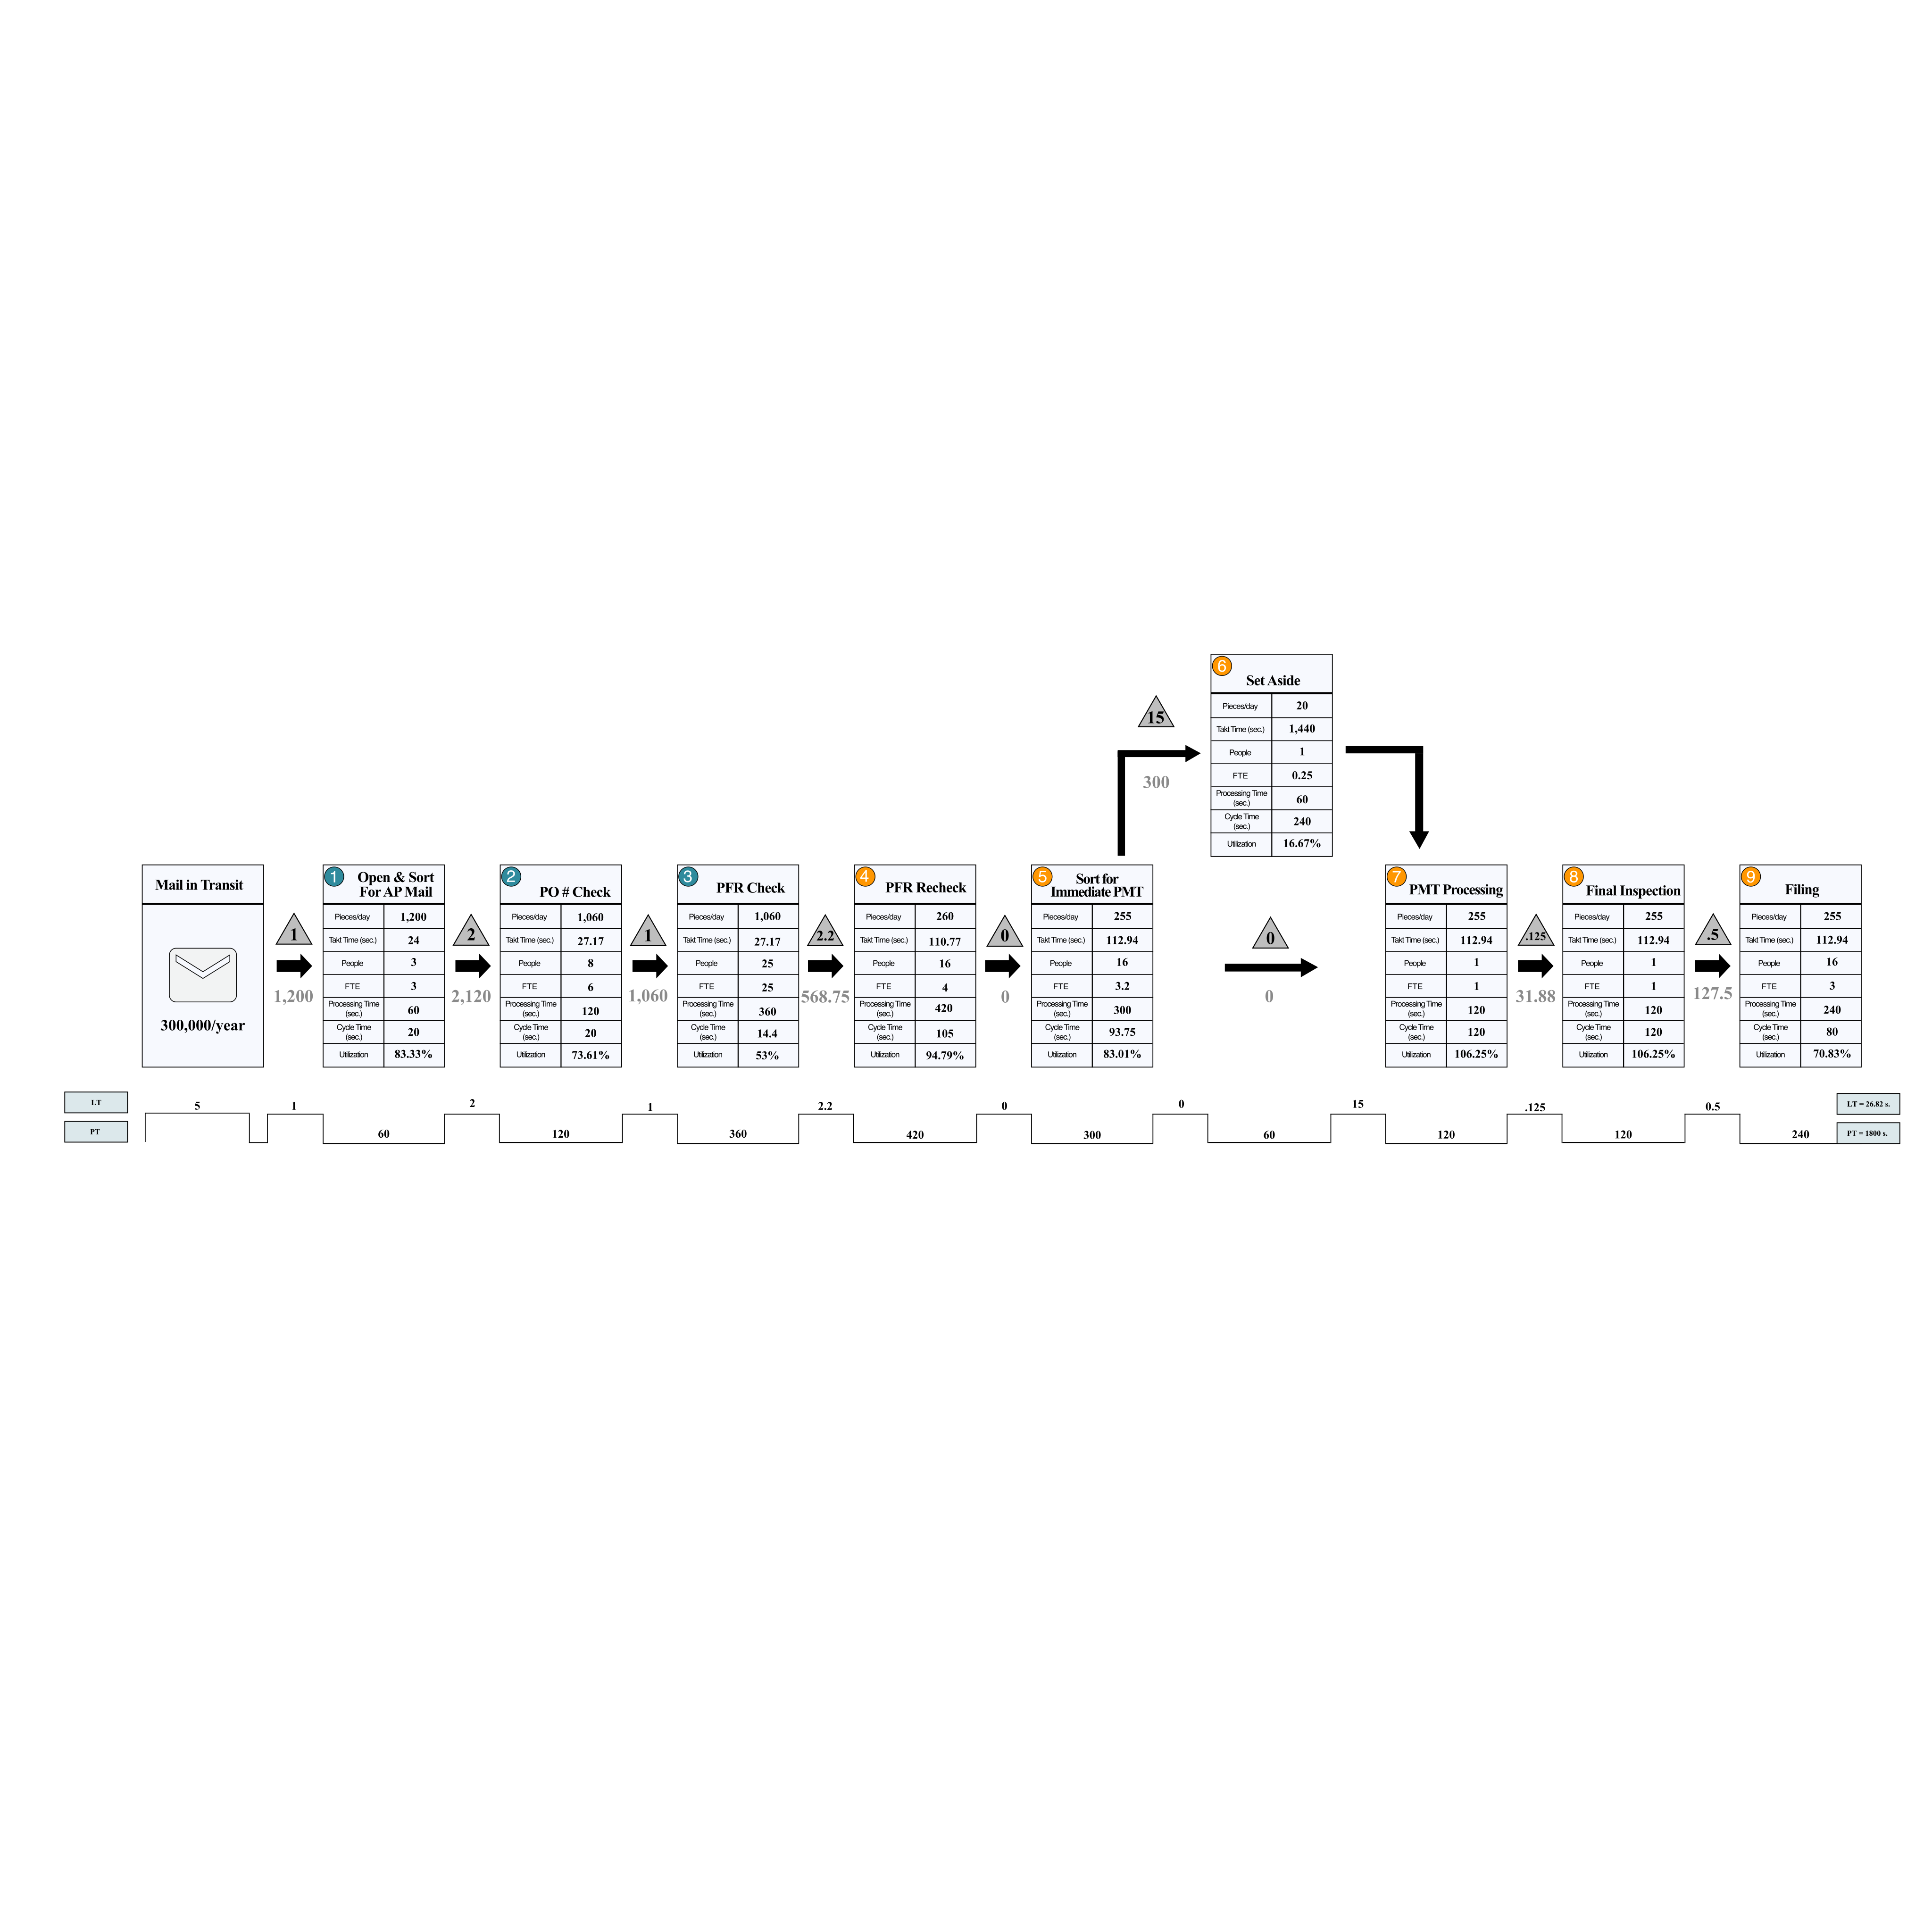 6
Set Aside
Pieces/day 20
Takt Time (sec.) 1,440
People 1
FTE 0.25
Processing Time
(sec.) 60
Cycle Time
(sec.) 240
Utilization 16.67%
15
300
Mail in Transit
300,000/year
1
1,200
1
Open & Sort
For AP Mail
Pieces/day 1,200
Takt Time (sec.) 24
People 3
FTE 3
Processing Time
(sec.) 60
Cycle Time
(sec.) 20
Utilization 83.33%
2
2,120
2
PO # Check
Pieces/day 1,060
Takt Time (sec.) 27.17
People 8
FTE 6
Processing Time
(sec.) 120
Cycle Time
(sec.) 20
Utilization 73.61%
1
1,060
3
PFR Check
Pieces/day 1,060
Takt Time (sec.) 27.17
People 25
FTE 25
Processing Time
(sec.) 360
Cycle Time
(sec.) 14.4
Utilization 53%
2.2
568.75
4
PFR Recheck
Pieces/day 260
Takt Time (sec.) 110.77
People 16
FTE 4
Processing Time
(sec.) 420
Cycle Time
(sec.) 105
Utilization 94.79%
0
0
5
Sort for
Immediate PMT
Pieces/day 255
Takt Time (sec.) 112.94
People 16
FTE 3.2
Processing Time
(sec.) 300
Cycle Time
(sec.) 93.75
Utilization 83.01%
0
0
7
PMT Processing
Pieces/day 255
Takt Time (sec.) 112.94
People 1
FTE 1
Processing Time
(sec.) 120
Cycle Time
(sec.) 120
Utilization 106.25%
.125
31.88
8
Final Inspection
Pieces/day 255
Takt Time (sec.) 112.94
People 1
FTE 1
Processing Time
(sec.) 120
Cycle Time
(sec.) 120
Utilization 106.25%
.5
127.5
9
Filing
Pieces/day 255
Takt Time (sec.) 112.94
People 16
FTE 3
Processing Time
(sec.) 240
Cycle Time
(sec.) 80
Utilization 70.83%
LT 5 1 2 1 2.2 0 0 15 .125 0.5 LT = 26.82 s.
PT 60 120 360 420 300 60 120 120 240 PT = 1800 s.